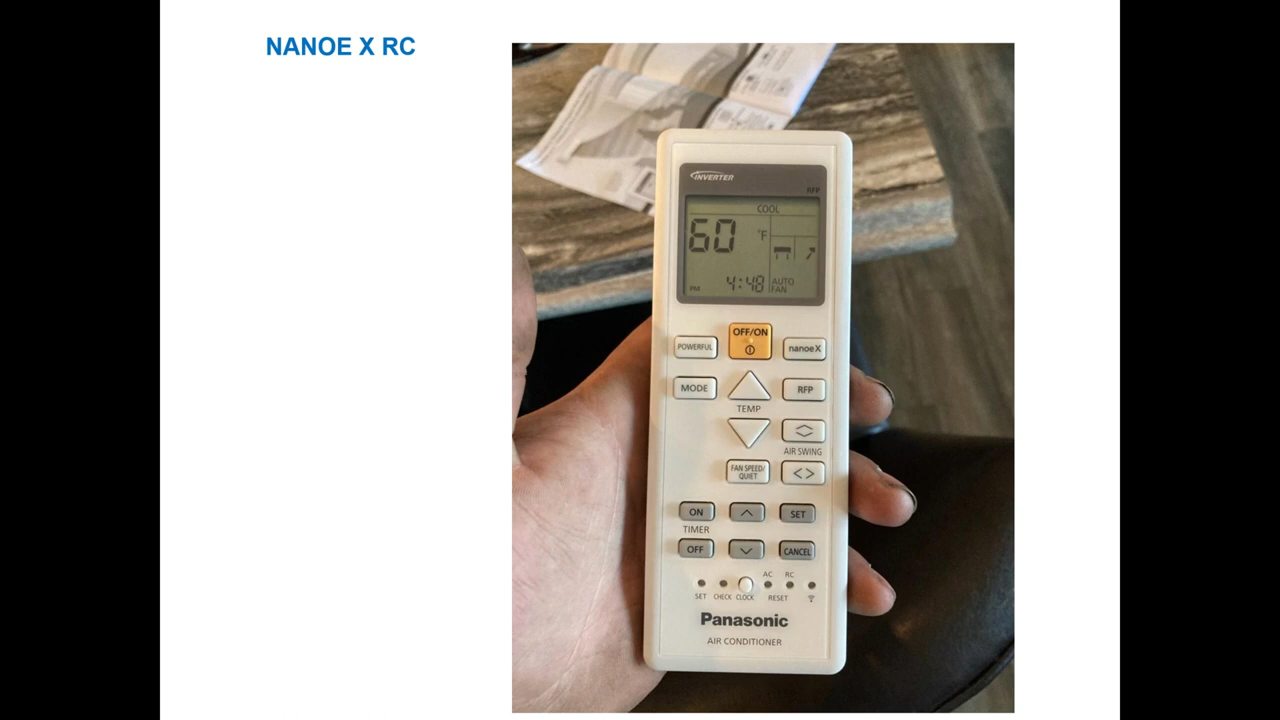 NANOE X RC
INVERTER
RFP
COOL
60 °F
PM 4:48
AUTO
FAN
OFF/ON
POWERFUL
nanoe X
MODE
RFP
TEMP
AIR SWING
FAN SPEED/
QUIET
ON
SET
TIMER
OFF
CANCEL
AC RC
SET CHECK CLOCK RESET
Panasonic
AIR CONDITIONER